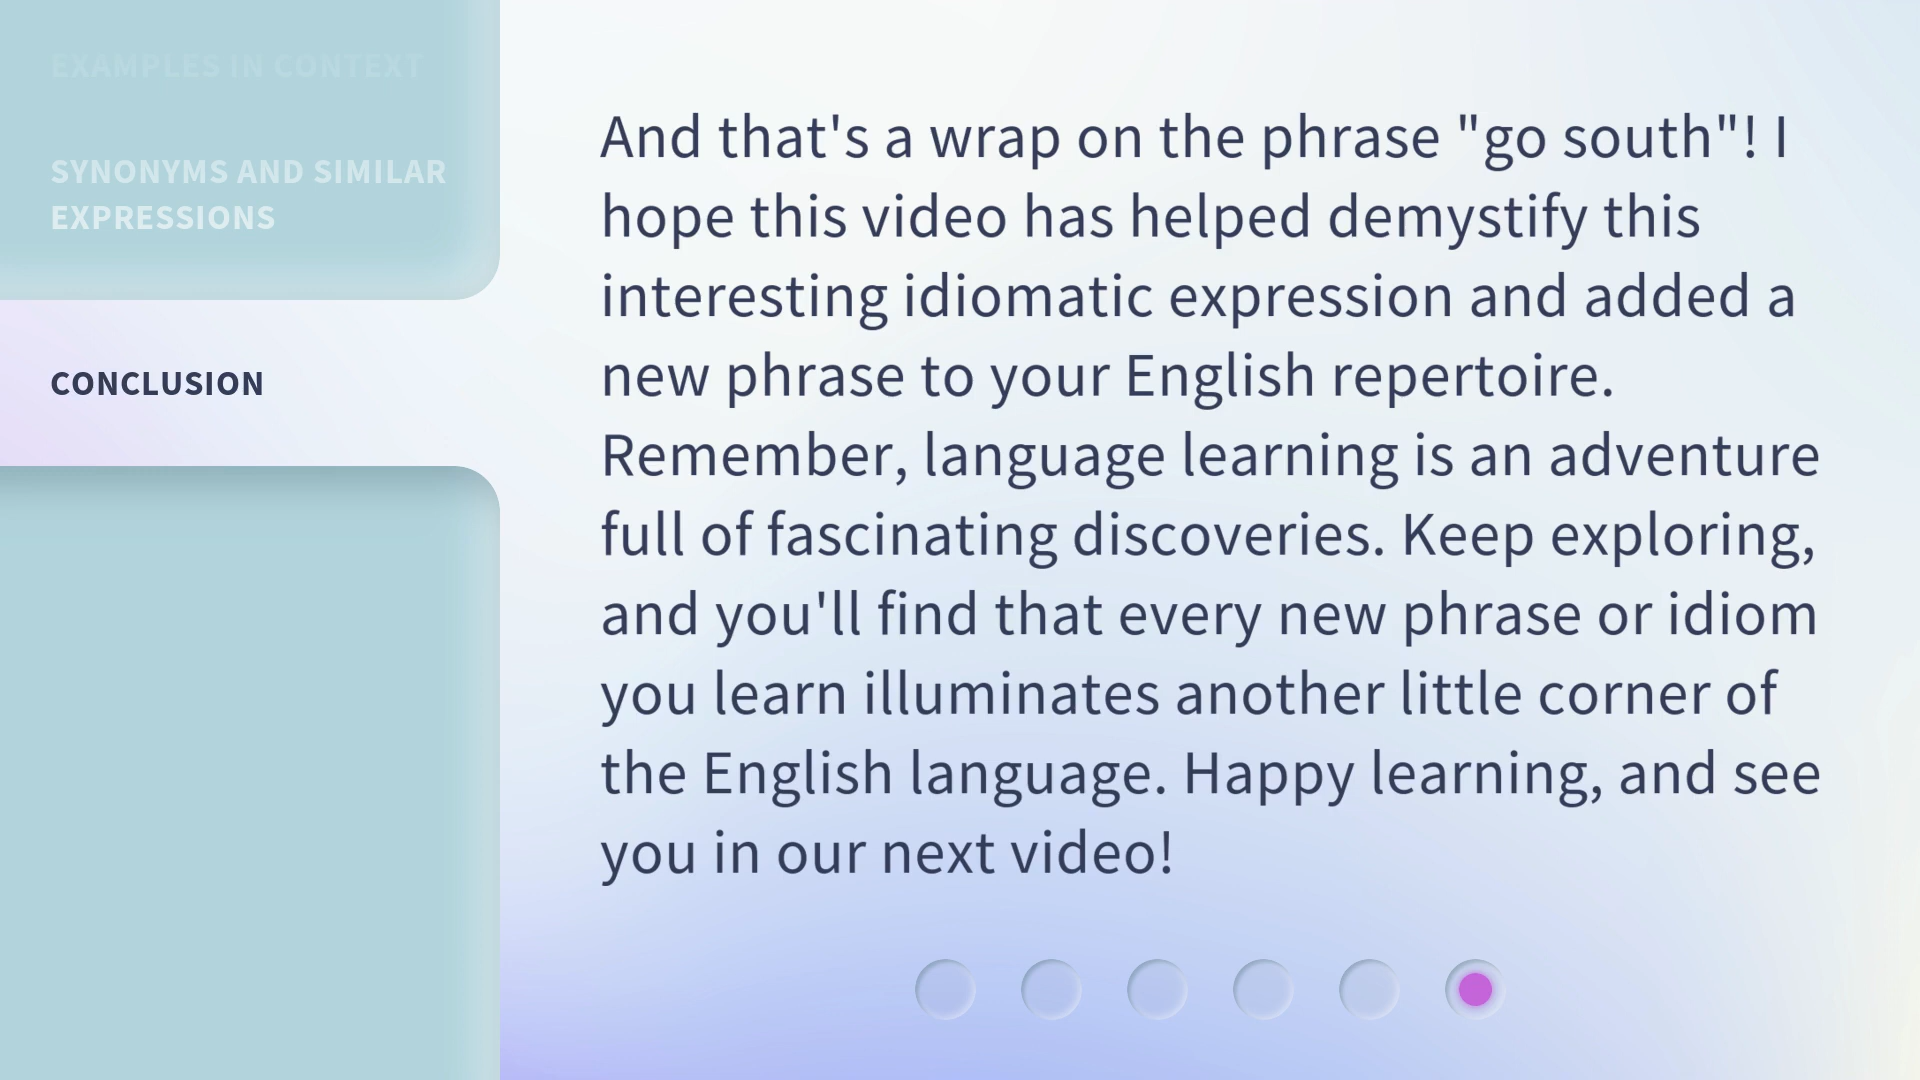 EXAMPLES IN CONTEXT
SYNONYMS AND SIMILAR
EXPRESSIONS
CONCLUSION
And that's a wrap on the phrase "go south"! I
hope this video has helped demystify this
interesting idiomatic expression and added a
new phrase to your English repertoire.
Remember, language learning is an adventure
full of fascinating discoveries. Keep exploring,
and you'll find that every new phrase or idiom
you learn illuminates another little corner of
the English language. Happy learning, and see
you in our next video!